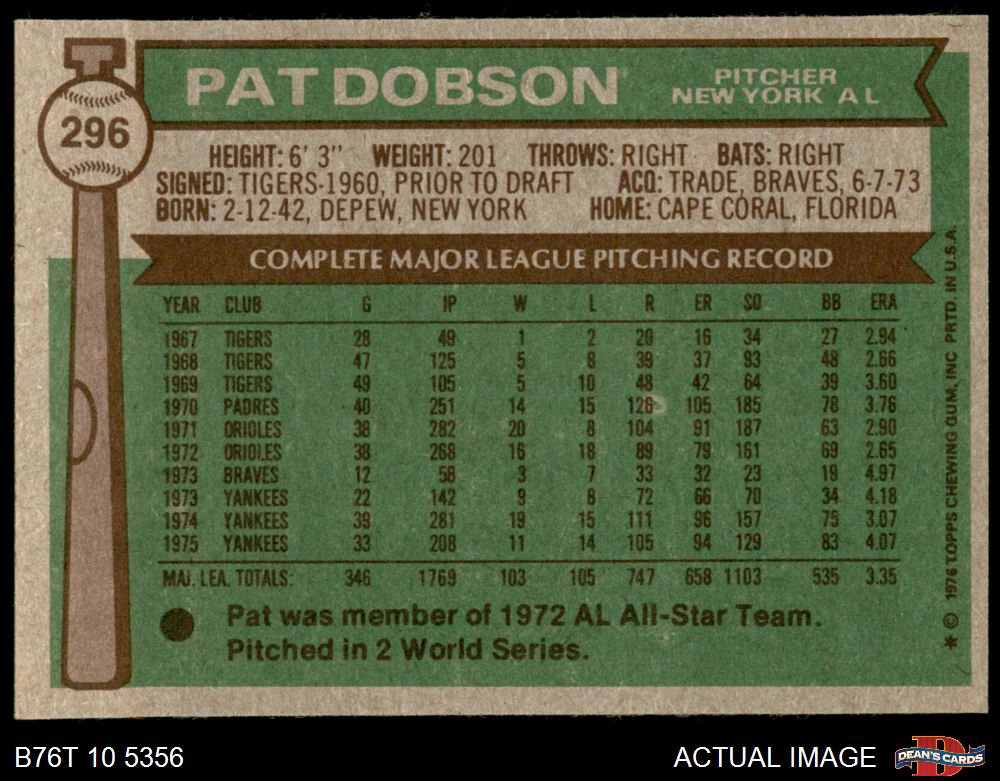 296
PAT DOBSON
PITCHER
NEW YORK A L
HEIGHT: 6' 3" WEIGHT: 201 THROWS: RIGHT BATS: RIGHT
SIGNED: TIGERS-1960, PRIOR TO DRAFT ACQ: TRADE, BRAVES, 6-7-73
BORN: 2-12-42, DEPEW, NEW YORK HOME: CAPE CORAL, FLORIDA
COMPLETE MAJOR LEAGUE PITCHING RECORD
YEAR CLUB G IP W L R ER SO BB ERA
1967 TIGERS 28 49 1 2 20 16 34 27 2.94
1968 TIGERS 47 125 5 8 39 37 93 48 2.66
1969 TIGERS 49 105 5 10 48 42 64 39 3.60
1970 PADRES 40 251 14 15 126 105 185 78 3.76
1971 ORIOLES 38 282 20 8 104 91 187 63 2.90
1972 ORIOLES 38 268 16 18 89 79 161 69 2.65
1973 BRAVES 12 58 3 7 33 32 23 19 4.97
1973 YANKEES 22 142 9 8 72 66 70 34 4.18
1974 YANKEES 39 281 19 15 111 96 157 75 3.07
1975 YANKEES 33 208 11 14 105 94 129 83 4.07
MAJ. LEA. TOTALS: 346 1769 103 105 747 658 1103 535 3.35
Pat was member of 1972 AL All-Star Team.
Pitched in 2 World Series.
* © 1976 TOPPS CHEWING GUM, INC PRTD. IN U.S.A.
B76T 10 5356
ACTUAL IMAGE
D
DEAN'S CARDS